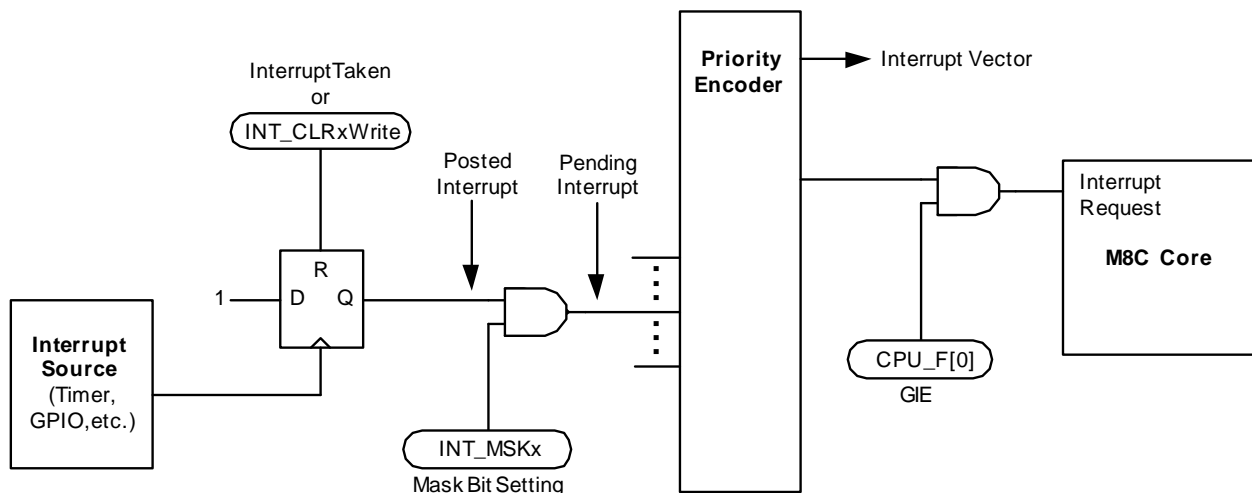 InterruptTaken
or
INT_CLRxWrite
Posted
Interrupt
Pending
Interrupt
Priority
Encoder
Interrupt Vector
Interrupt
Request
M8C Core
R
1
D
Q
Interrupt
Source
(Timer,
GPIO,etc.)
CPU_F[0]
GIE
INT_MSKx
Mask Bit Setting